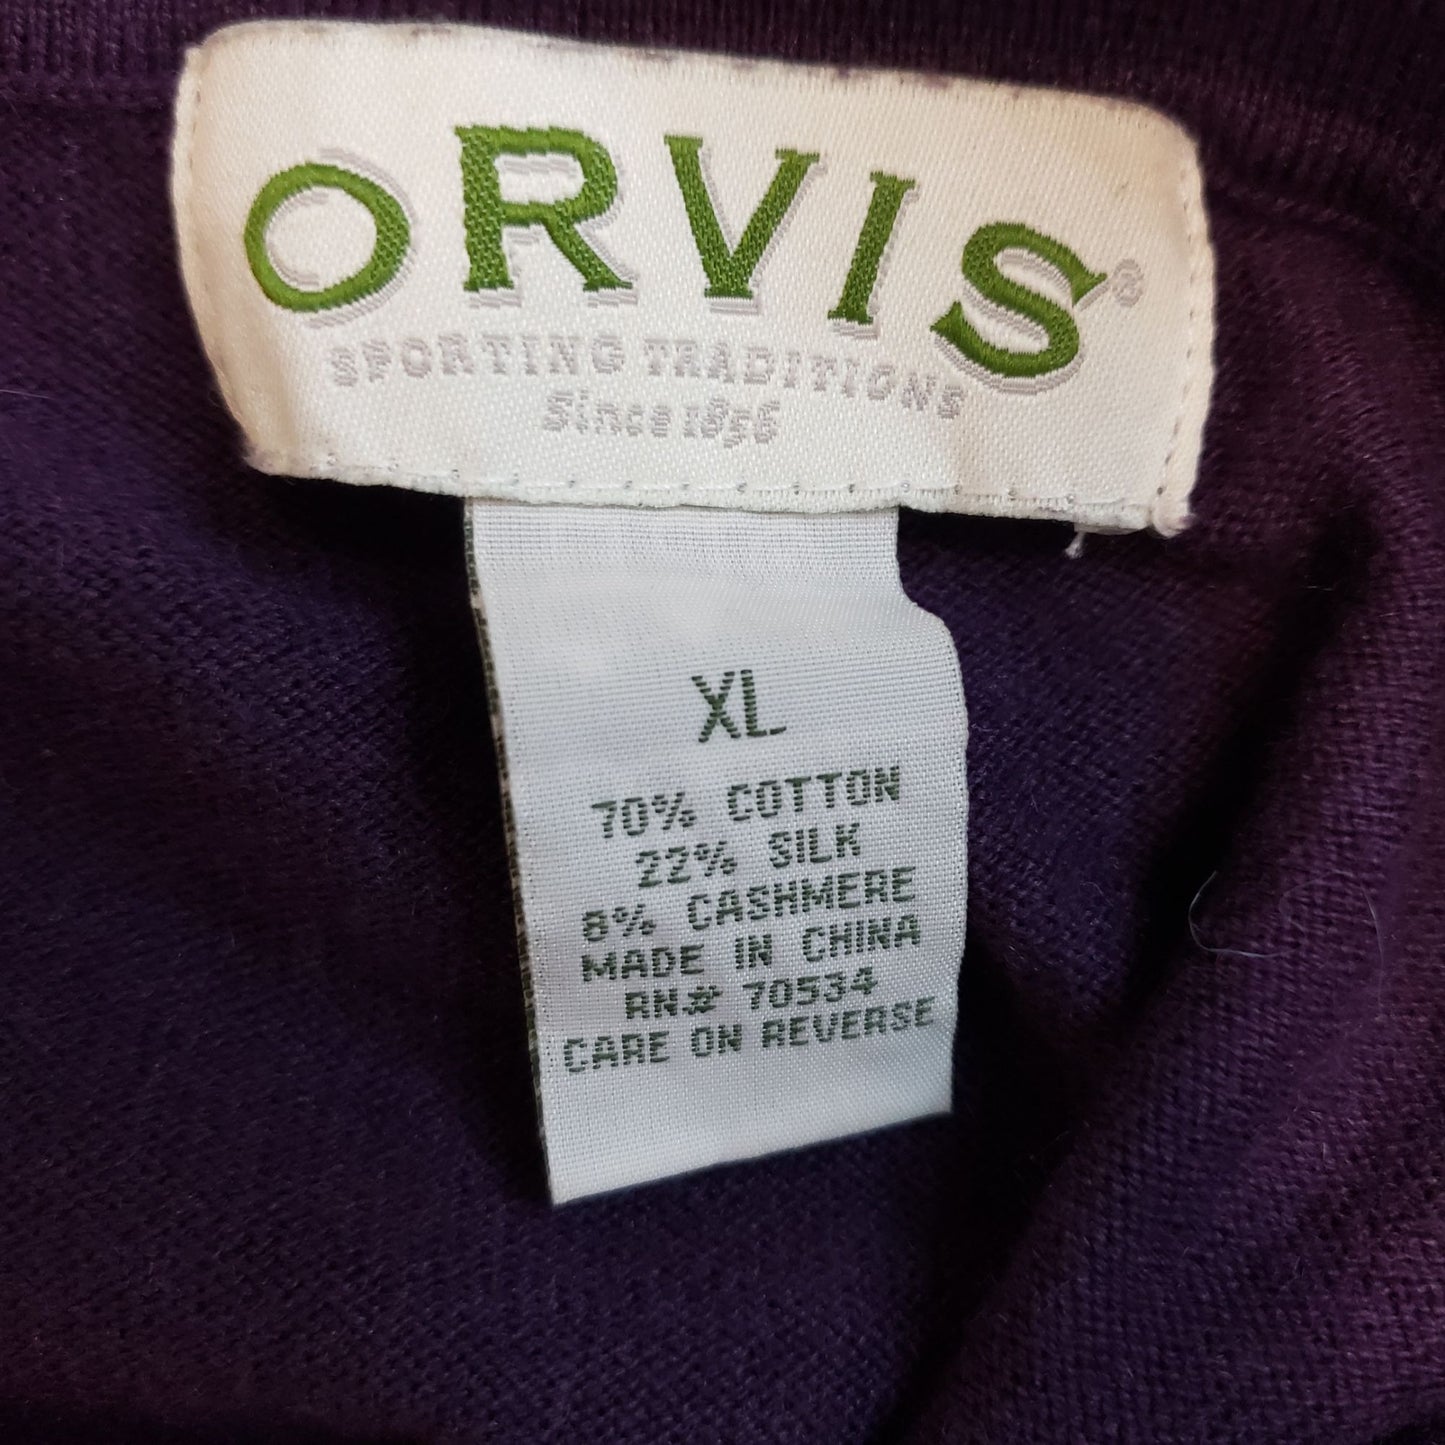 ORVIS®
SPORTING TRADITIONS
Since 1856
XL
70% COTTON
22% SILK
8% CASHMERE
MADE IN CHINA
RN# 70534
CARE ON REVERSE